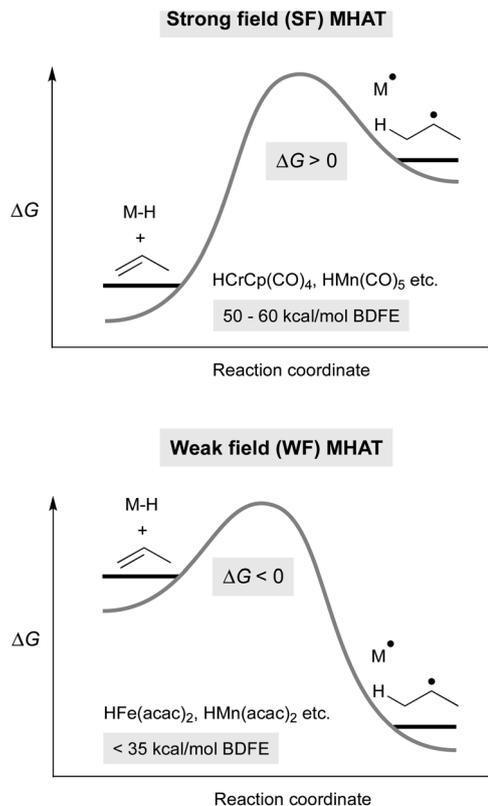 Strong field (SF) MHAT
M•
H
ΔG > 0
ΔG
M-H
+
HCrCp(CO)₄, HMn(CO)₅ etc.
50 - 60 kcal/mol BDFE
Reaction coordinate
Weak field (WF) MHAT
M-H
+
ΔG < 0
ΔG
M•
H
HFe(acac)₂, HMn(acac)₂ etc.
< 35 kcal/mol BDFE
Reaction coordinate